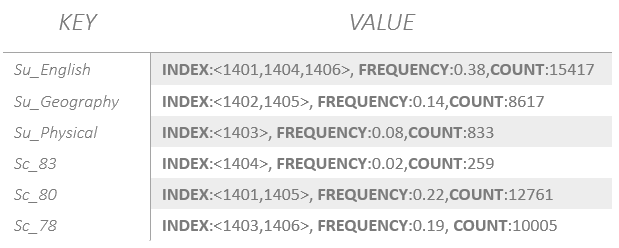 KEY VALUE
Su_English INDEX:<1401,1404,1406>, FREQUENCY:0.38,COUNT:15417
Su_Geography INDEX:<1402,1405>, FREQUENCY:0.14,COUNT:8617
Su_Physical INDEX:<1403>, FREQUENCY:0.08,COUNT:833
Sc_83 INDEX:<1404>, FREQUENCY:0.02,COUNT:259
Sc_80 INDEX:<1401,1405>, FREQUENCY:0.22,COUNT:12761
Sc_78 INDEX:<1403,1406>, FREQUENCY:0.19, COUNT:10005